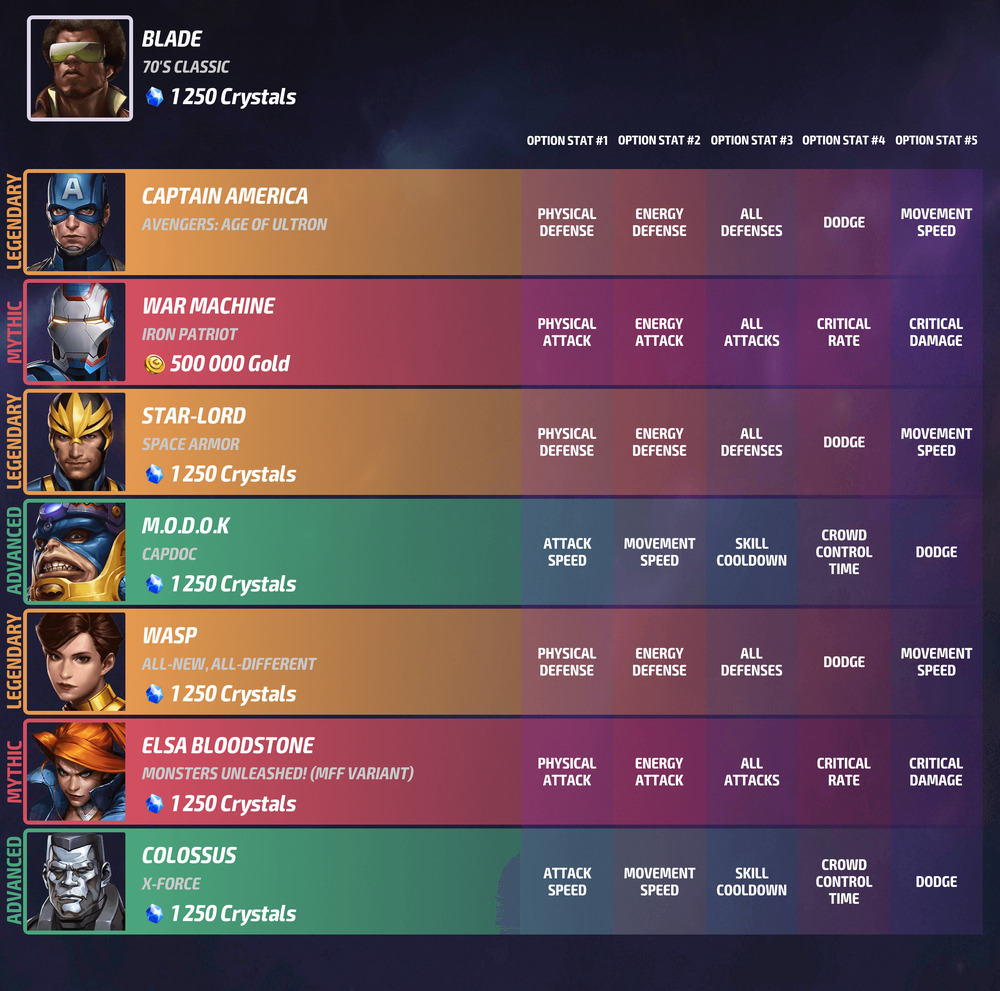 BLADE
70'S CLASSIC
1 250 Crystals
OPTION STAT #1 OPTION STAT #2 OPTION STAT #3 OPTION STAT #4 OPTION STAT #5
LEGENDARY
CAPTAIN AMERICA
AVENGERS: AGE OF ULTRON
PHYSICAL DEFENSE
ENERGY DEFENSE
ALL DEFENSES
DODGE
MOVEMENT SPEED
MYTHIC
WAR MACHINE
IRON PATRIOT
500 000 Gold
PHYSICAL ATTACK
ENERGY ATTACK
ALL ATTACKS
CRITICAL RATE
CRITICAL DAMAGE
LEGENDARY
STAR-LORD
SPACE ARMOR
1 250 Crystals
PHYSICAL DEFENSE
ENERGY DEFENSE
ALL DEFENSES
DODGE
MOVEMENT SPEED
ADVANCED
M.O.D.O.K
CAPDOC
1 250 Crystals
ATTACK SPEED
MOVEMENT SPEED
SKILL COOLDOWN
CROWD CONTROL TIME
DODGE
LEGENDARY
WASP
ALL-NEW, ALL-DIFFERENT
1 250 Crystals
PHYSICAL DEFENSE
ENERGY DEFENSE
ALL DEFENSES
DODGE
MOVEMENT SPEED
MYTHIC
ELSA BLOODSTONE
MONSTERS UNLEASHED! (MFF VARIANT)
1 250 Crystals
PHYSICAL ATTACK
ENERGY ATTACK
ALL ATTACKS
CRITICAL RATE
CRITICAL DAMAGE
ADVANCED
COLOSSUS
X-FORCE
1 250 Crystals
ATTACK SPEED
MOVEMENT SPEED
SKILL COOLDOWN
CROWD CONTROL TIME
DODGE